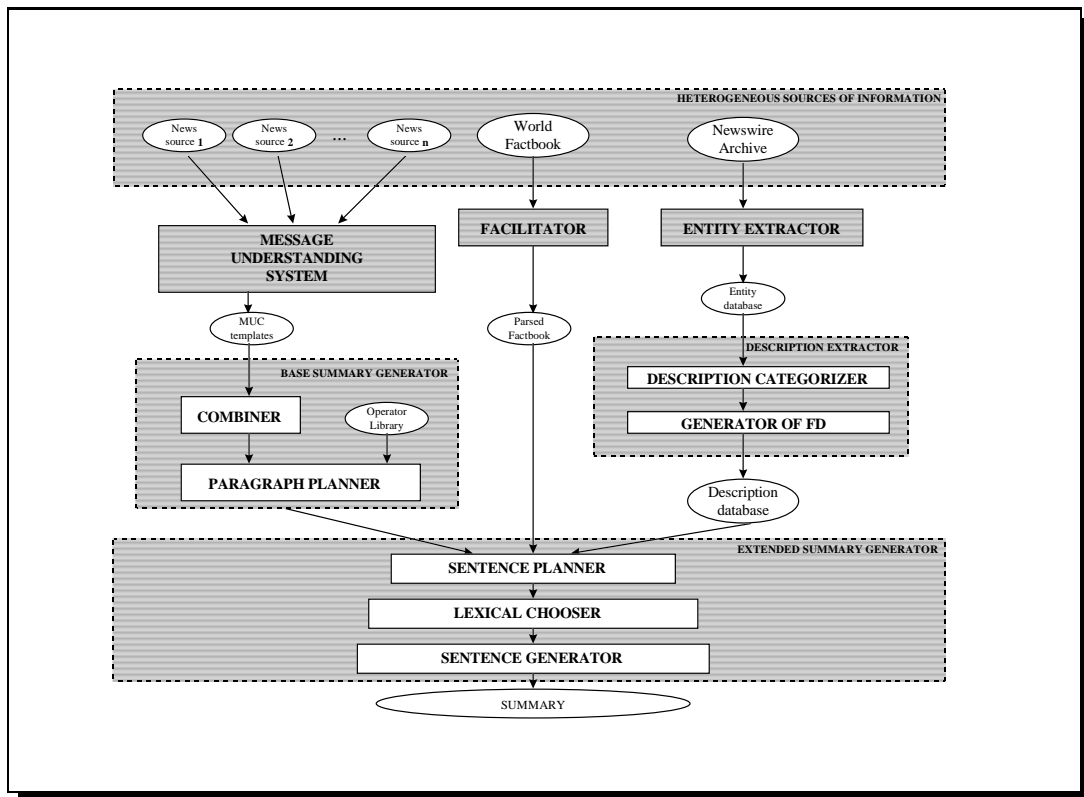 HETEROGENEOUS SOURCES OF INFORMATION
News
source 1
News
source 2
...
News
source n
World
Factbook
Newswire
Archive
MESSAGE
UNDERSTANDING
SYSTEM
FACILITATOR
ENTITY EXTRACTOR
MUC
templates
Parsed
Factbook
Entity
database
BASE SUMMARY GENERATOR
COMBINER
Operator
Library
PARAGRAPH PLANNER
DESCRIPTION EXTRACTOR
DESCRIPTION CATEGORIZER
GENERATOR OF FD
Description
database
EXTENDED SUMMARY GENERATOR
SENTENCE PLANNER
LEXICAL CHOOSER
SENTENCE GENERATOR
SUMMARY